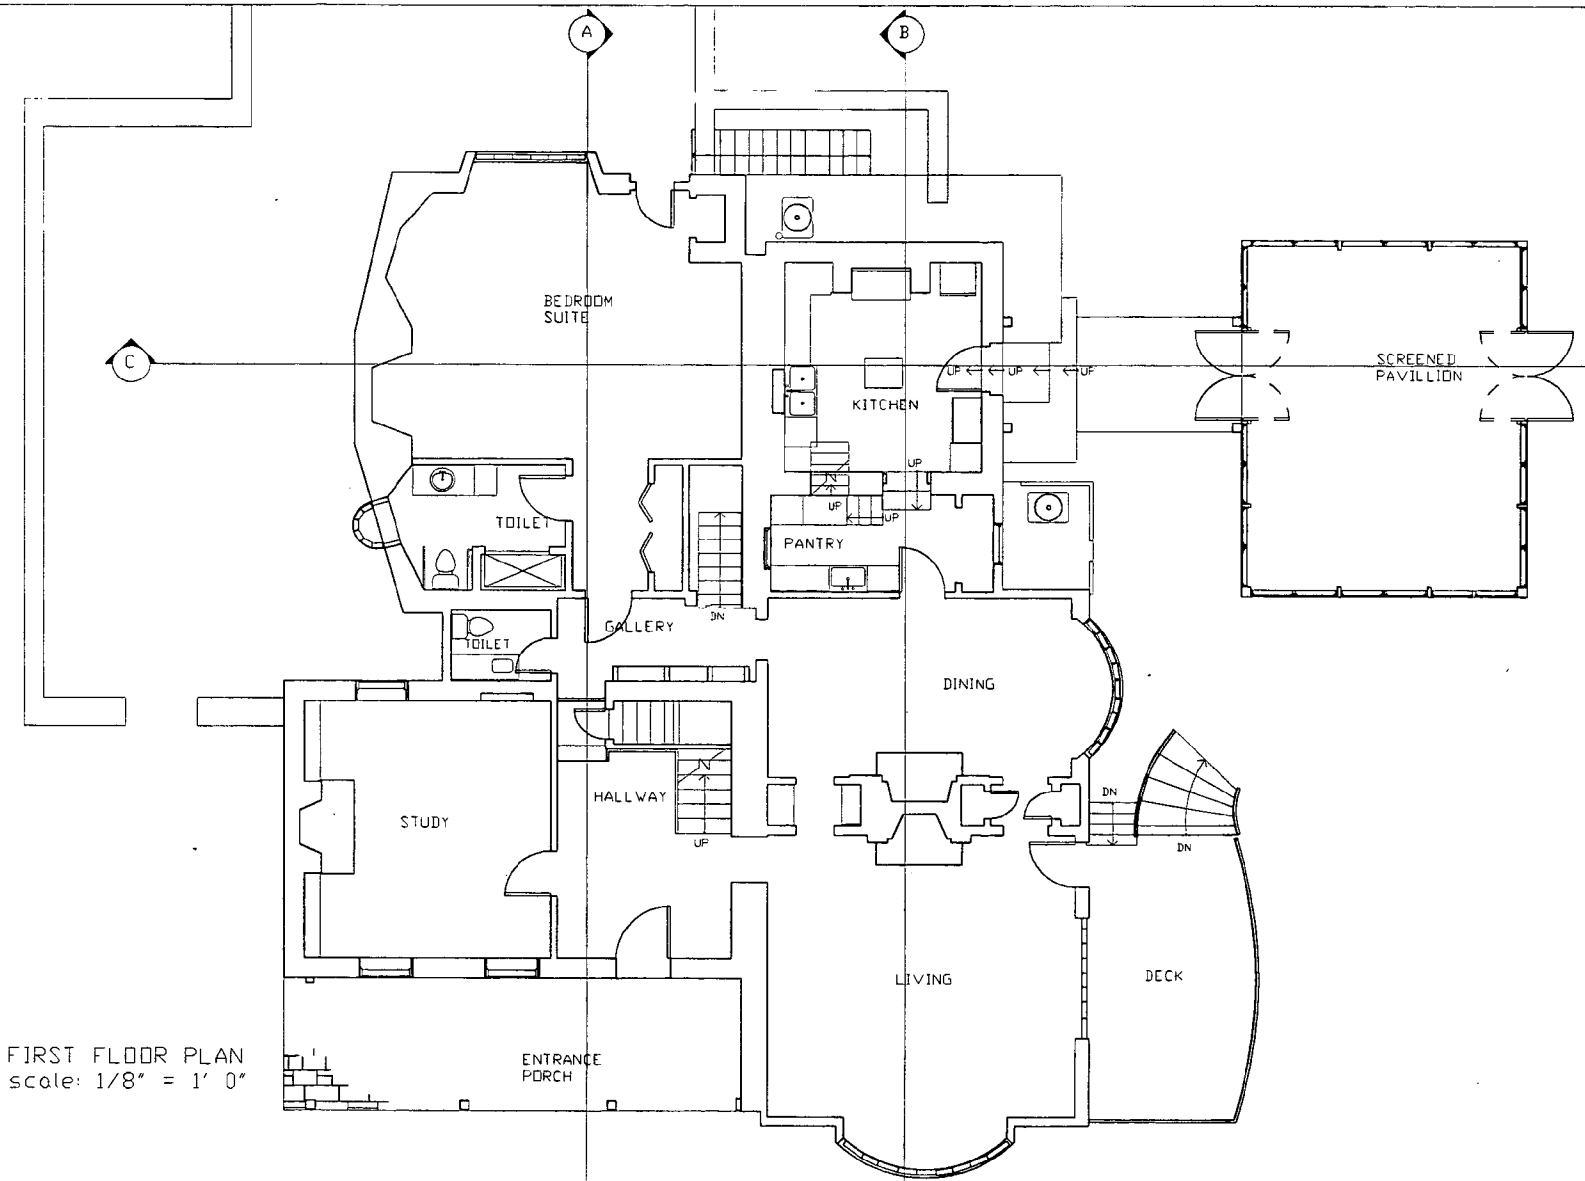 A
B
BEDROOM
SUITE
C
SCREENED
PAVILLION
UP
UP
UP
KITCHEN
UP
UP
UP
TOILET
PANTRY
DN
GALLERY
TOILET
DINING
HALLWAY
DN
STUDY
UP
DN
LIVING
DECK
FIRST FLOOR PLAN
scale: 1/8" = 1' 0"
ENTRANCE
PORCH